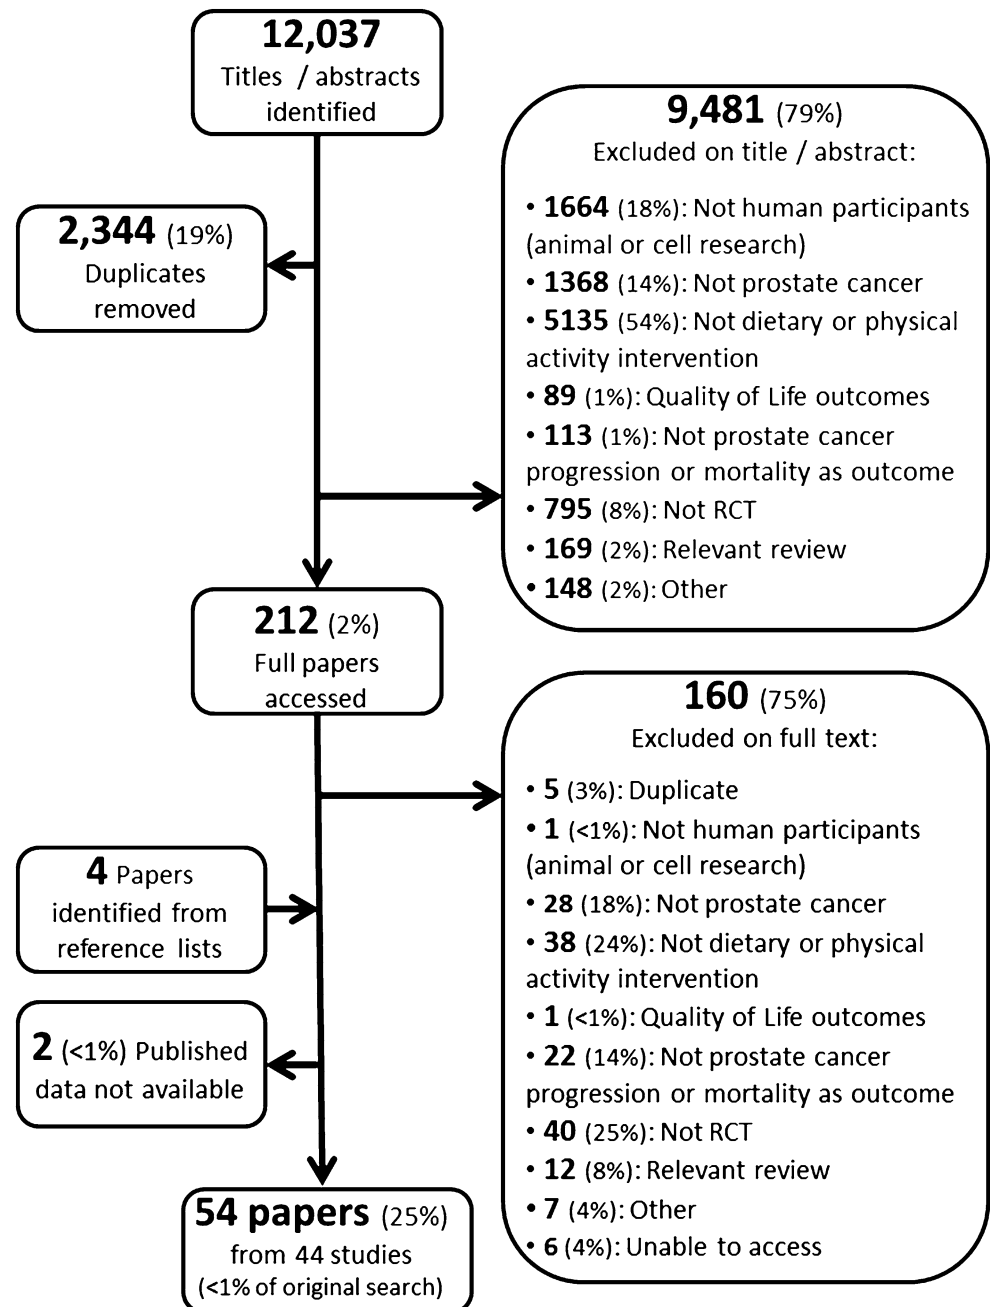 12,037
Titles / abstracts
identified
2,344 (19%)
Duplicates
removed
9,481 (79%)
Excluded on title / abstract:
• 1664 (18%): Not human participants
(animal or cell research)
• 1368 (14%): Not prostate cancer
• 5135 (54%): Not dietary or physical
activity intervention
• 89 (1%): Quality of Life outcomes
• 113 (1%): Not prostate cancer
progression or mortality as outcome
• 795 (8%): Not RCT
• 169 (2%): Relevant review
• 148 (2%): Other
212 (2%)
Full papers
accessed
160 (75%)
Excluded on full text:
• 5 (3%): Duplicate
• 1 (<1%): Not human participants
(animal or cell research)
• 28 (18%): Not prostate cancer
• 38 (24%): Not dietary or physical
activity intervention
• 1 (<1%): Quality of Life outcomes
• 22 (14%): Not prostate cancer
progression or mortality as outcome
• 40 (25%): Not RCT
• 12 (8%): Relevant review
• 7 (4%): Other
• 6 (4%): Unable to access
4 Papers
identified from
reference lists
2 (<1%) Published
data not available
54 papers (25%)
from 44 studies
(<1% of original search)